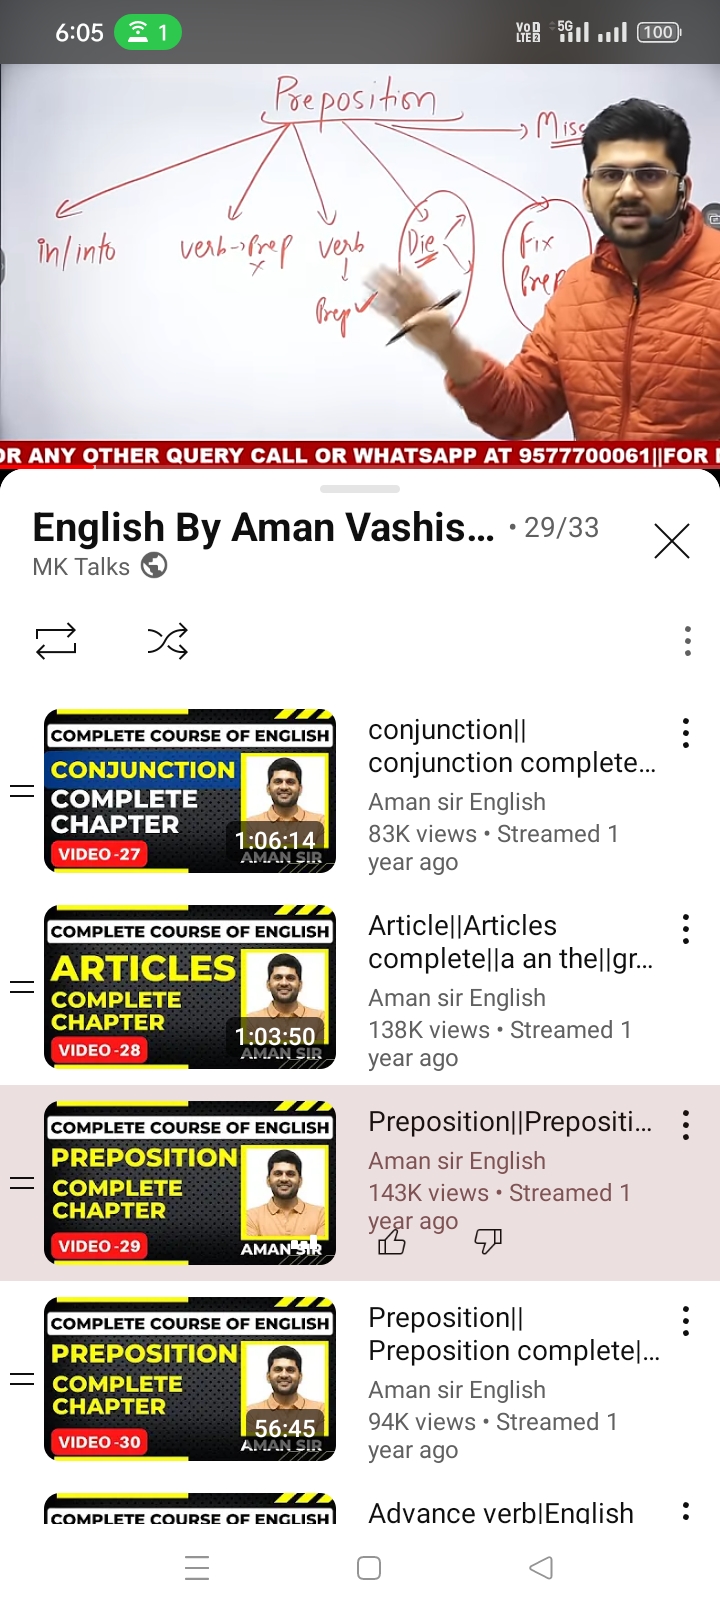 6:05
1
Vo D
LTE 2
5G
100
Preposition
Misc
in/into
verb→Prep
x
verb
Prep
Die
Fix
Prep
OR ANY OTHER QUERY CALL OR WHATSAPP AT 9577700061||FOR
English By Aman Vashis... • 29/33
MK Talks
COMPLETE COURSE OF ENGLISH
CONJUNCTION
COMPLETE
CHAPTER
VIDEO -27
1:06:14
AMAN SIR
conjunction||
conjunction complete...
Aman sir English
83K views • Streamed 1
year ago
COMPLETE COURSE OF ENGLISH
ARTICLES
COMPLETE
CHAPTER
VIDEO -28
1:03:50
AMAN SIR
Article||Articles
complete||a an the||gr...
Aman sir English
138K views • Streamed 1
year ago
COMPLETE COURSE OF ENGLISH
PREPOSITION
COMPLETE
CHAPTER
VIDEO -29
AMAN SIR
Preposition||Prepositi...
Aman sir English
143K views • Streamed 1
year ago
COMPLETE COURSE OF ENGLISH
PREPOSITION
COMPLETE
CHAPTER
VIDEO -30
56:45
AMAN SIR
Preposition||
Preposition complete|...
Aman sir English
94K views • Streamed 1
year ago
COMPLETE COURSE OF ENGLISH
Advance verb|English